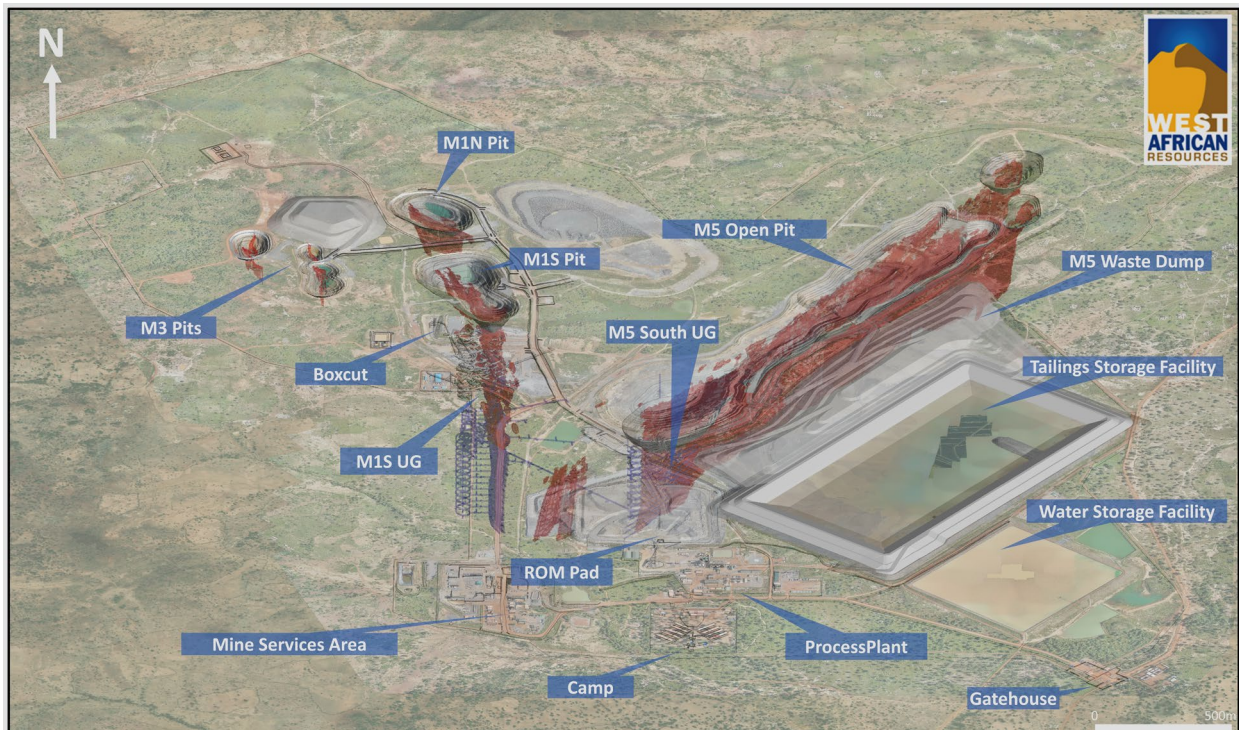 N
WEST
AFRICAN
RESOURCES
M1N Pit
M5 Open Pit
M1S Pit
M5 Waste Dump
M3 Pits
M5 South UG
Boxcut
Tailings Storage Facility
M1S UG
Water Storage Facility
ROM Pad
Mine Services Area
ProcessPlant
Camp
Gatehouse
0 500m